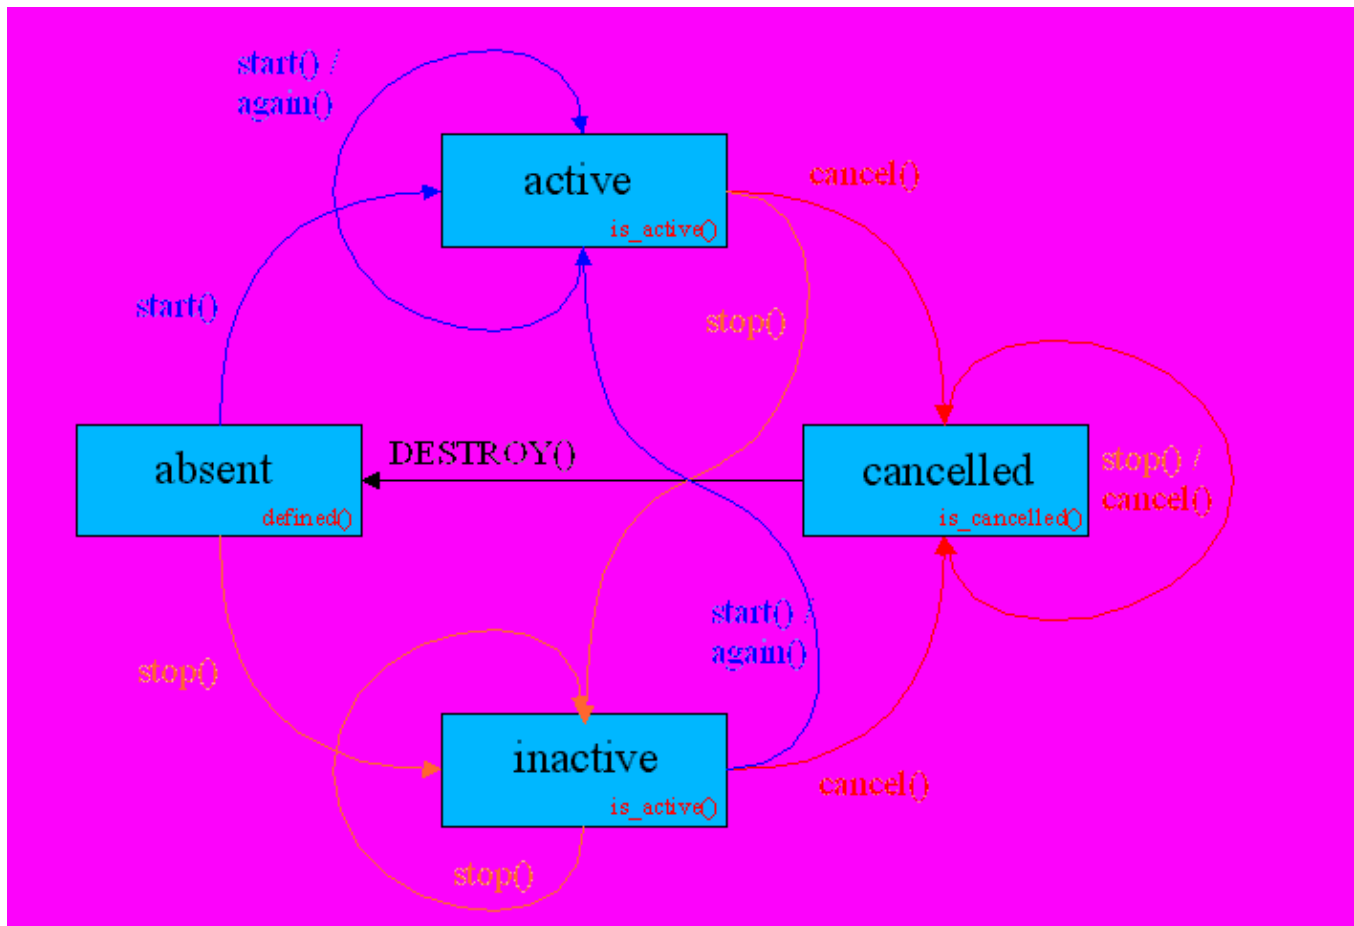 start() /
again()
active
is_active()
cancel()
start()
stop()
absent
defined()
DESTROY()
cancelled
is_cancelled()
stop() /
cancel()
start() /
again()
stop()
inactive
is_active()
cancel()
stop()